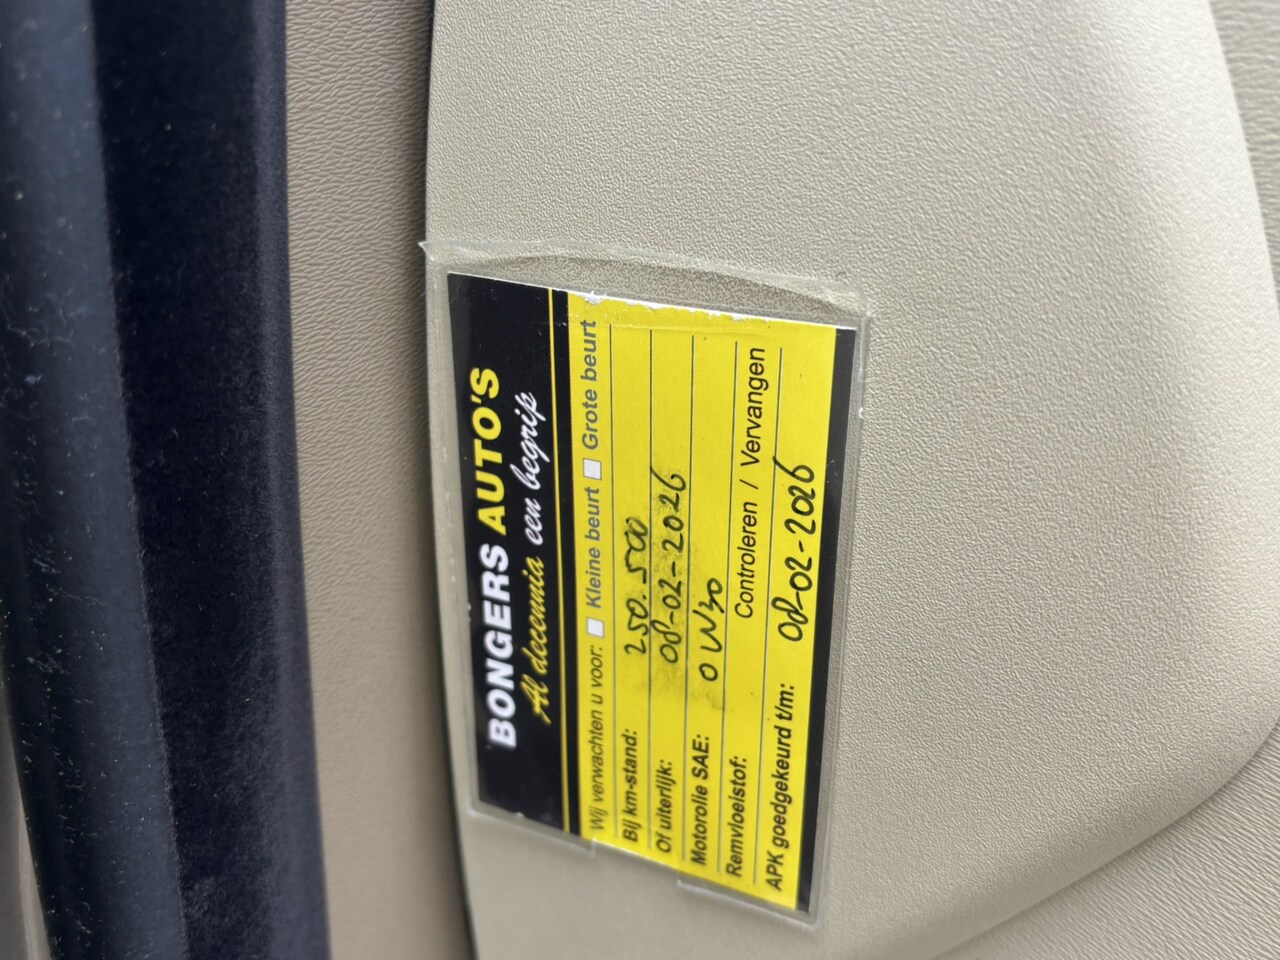 BONGERS AUTO'S
Al decennia een begrip
Wij verwachten u voor: Kleine beurt Grote beurt
Bij km-stand: 250.500
Of uiterlijk: 08-02-2026
Motorolie SAE: 0W30
Remvloeistof: Controleren / Vervangen
APK goedgekeurd t/m: 08-02-2026